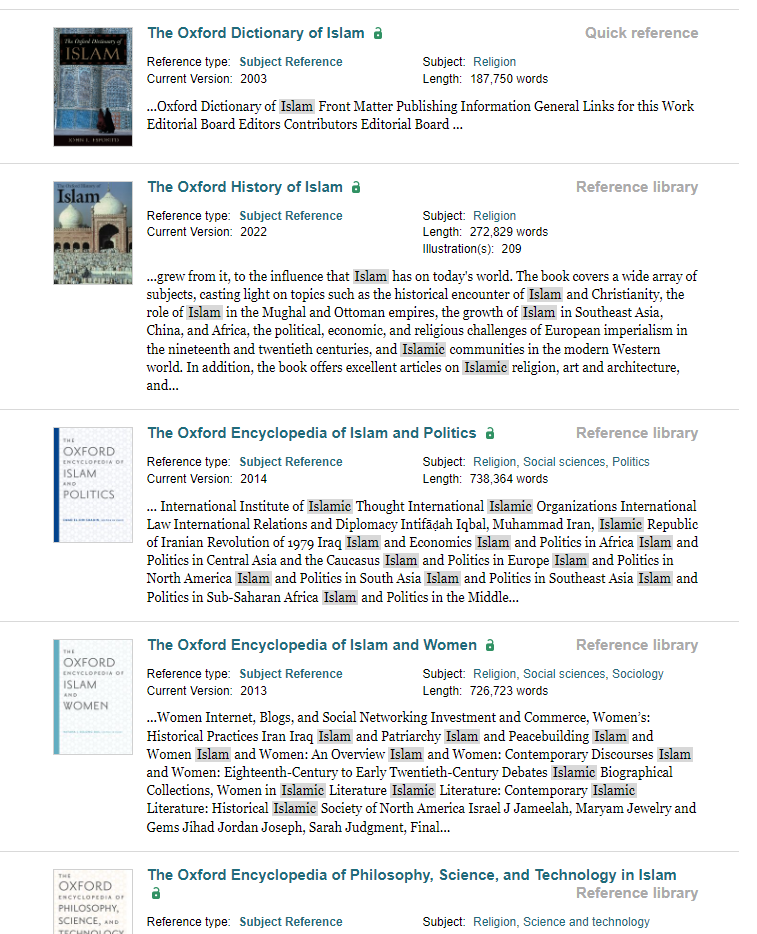 The Oxford Dictionary of
ISLAM
JOHN L. ESPOSITO
The Oxford Dictionary of Islam
Quick reference
Reference type: Subject Reference
Subject: Religion
Current Version: 2003
Length: 187,750 words
...Oxford Dictionary of Islam Front Matter Publishing Information General Links for this Work
Editorial Board Editors Contributors Editorial Board ...
The Oxford History of
Islam
The Oxford History of Islam
Reference library
Reference type: Subject Reference
Subject: Religion
Current Version: 2022
Length: 272,829 words
Illustration(s): 209
...grew from it, to the influence that Islam has on today's world. The book covers a wide array of
subjects, casting light on topics such as the historical encounter of Islam and Christianity, the
role of Islam in the Mughal and Ottoman empires, the growth of Islam in Southeast Asia,
China, and Africa, the political, economic, and religious challenges of European imperialism in
the nineteenth and twentieth centuries, and Islamic communities in the modern Western
world. In addition, the book offers excellent articles on Islamic religion, art and architecture,
and...
THE
OXFORD
ENCYCLOPEDIA OF
ISLAM
AND
POLITICS
The Oxford Encyclopedia of Islam and Politics
Reference library
Reference type: Subject Reference
Subject: Religion, Social sciences, Politics
Current Version: 2014
Length: 738,364 words
... International Institute of Islamic Thought International Islamic Organizations International
Law International Relations and Diplomacy Intifāḍah Iqbal, Muhammad Iran, Islamic Republic
of Iranian Revolution of 1979 Iraq Islam and Economics Islam and Politics in Africa Islam and
Politics in Central Asia and the Caucasus Islam and Politics in Europe Islam and Politics in
North America Islam and Politics in South Asia Islam and Politics in Southeast Asia Islam and
Politics in Sub-Saharan Africa Islam and Politics in the Middle...
THE
OXFORD
ENCYCLOPEDIA OF
ISLAM
AND
WOMEN
The Oxford Encyclopedia of Islam and Women
Reference library
Reference type: Subject Reference
Subject: Religion, Social sciences, Sociology
Current Version: 2013
Length: 726,723 words
...Women Internet, Blogs, and Social Networking Investment and Commerce, Women's:
Historical Practices Iran Iraq Islam and Patriarchy Islam and Peacebuilding Islam and
Women Islam and Women: An Overview Islam and Women: Contemporary Discourses Islam
and Women: Eighteenth-Century to Early Twentieth-Century Debates Islamic Biographical
Collections, Women in Islamic Literature Islamic Literature: Contemporary Islamic
Literature: Historical Islamic Society of North America Israel J Jameelah, Maryam Jewelry and
Gems Jihad Jordan Joseph, Sarah Judgment, Final...
THE
OXFORD
ENCYCLOPEDIA OF
PHILOSOPHY,
SCIENCE, AND
TECHNOLOGY
The Oxford Encyclopedia of Philosophy, Science, and Technology in Islam
Reference library
Reference type: Subject Reference
Subject: Religion, Science and technology